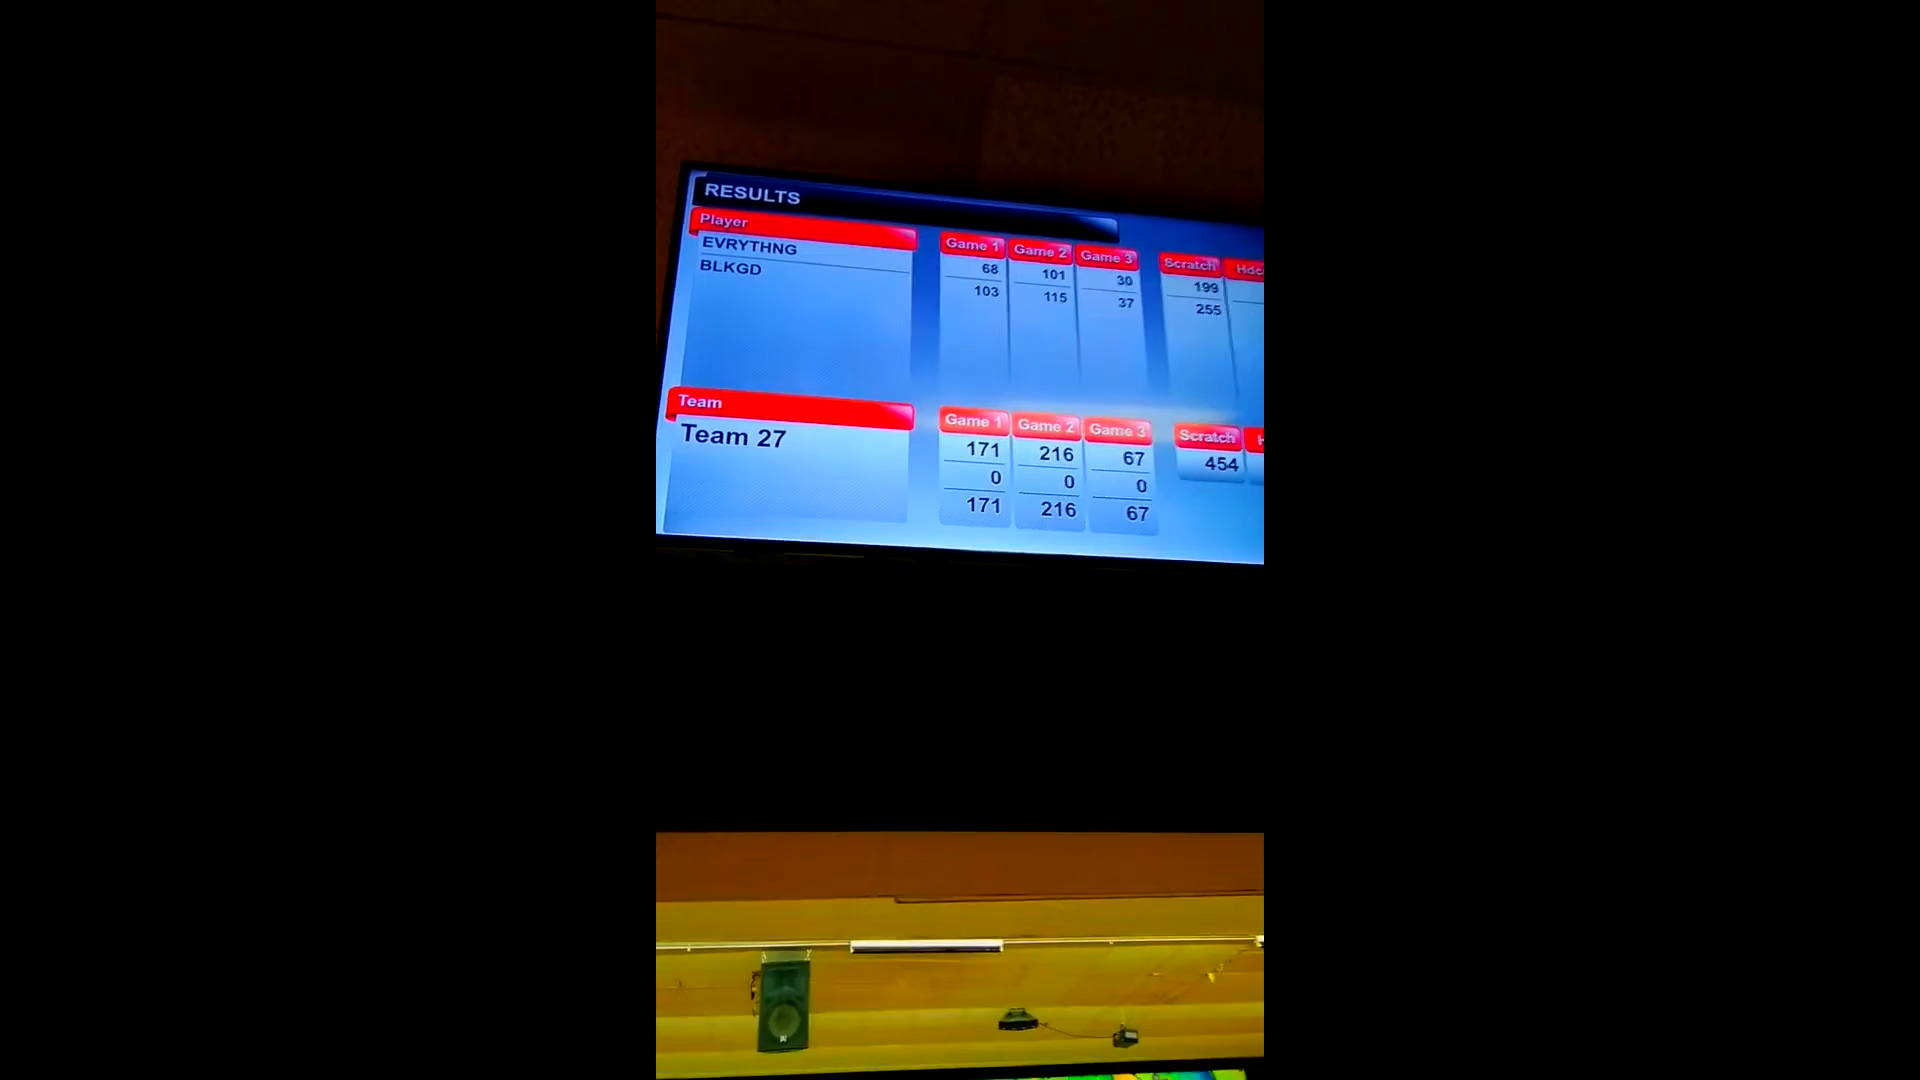 RESULTS
Player Game 1 Game 2 Game 3 Scratch
EVRYTHNG 68 101 30 199
BLKGD 103 115 37 255
Team Game 1 Game 2 Game 3 Scratch
Team 27 171 216 67 454
0 0 0
171 216 67